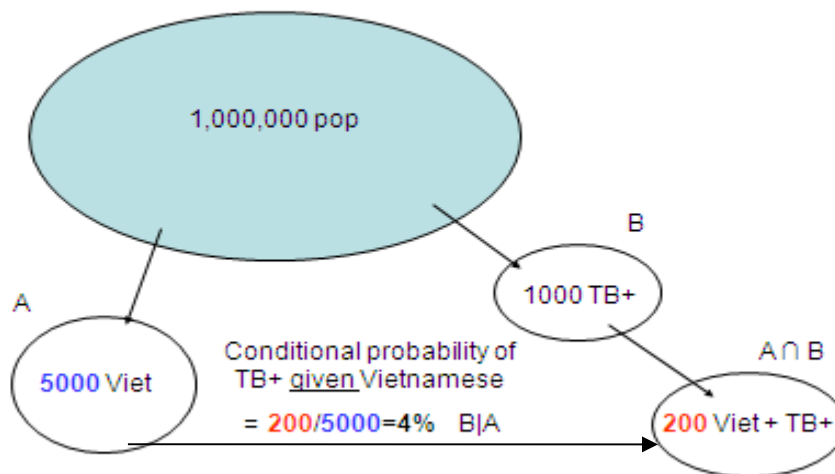 1,000,000 pop
B
1000 TB+
A
A ∩ B
5000 Viet
Conditional probability of
TB+ given Vietnamese
= 200/5000=4% B|A
200 Viet + TB+